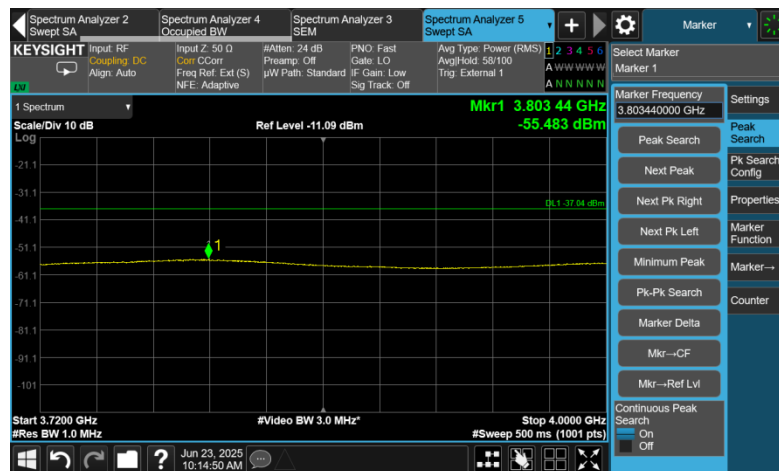 Spectrum Analyzer 2
Swept SA
Spectrum Analyzer 4
Occupied BW
Spectrum Analyzer 3
SEM
Spectrum Analyzer 5
Swept SA
Marker
KEYSIGHT
Input: RF
Coupling: DC
Align: Auto
Input Z: 50 Ω
Corr CCorr
Freq Ref: Ext (S)
NFE: Adaptive
#Atten: 24 dB
Preamp: Off
µW Path: Standard
PNO: Fast
Gate: LO
IF Gain: Low
Sig Track: Off
Avg Type: Power (RMS)
Avg|Hold: 58/100
Trig: External 1
1 2 3 4 5 6
A W W W W W
A N N N N N
LXI
Select Marker
Marker 1
1 Spectrum
Scale/Div 10 dB
Log
Ref Level -11.09 dBm
Mkr1 3.803 44 GHz
-55.483 dBm
-21.1
-31.1
-41.1
-51.1
-61.1
-71.1
-81.1
-91.1
-101
DL1 -37.04 dBm
1
Start 3.7200 GHz
#Res BW 1.0 MHz
#Video BW 3.0 MHz*
Stop 4.0000 GHz
#Sweep 500 ms (1001 pts)
Marker Frequency
3.803440000 GHz
Peak Search
Next Peak
Next Pk Right
Next Pk Left
Minimum Peak
Pk-Pk Search
Marker Delta
Mkr→CF
Mkr→Ref Lvl
Continuous Peak
Search
On
Off
Settings
Peak
Search
Pk Search
Config
Properties
Marker
Function
Marker→
Counter
?
Jun 23, 2025
10:14:50 AM